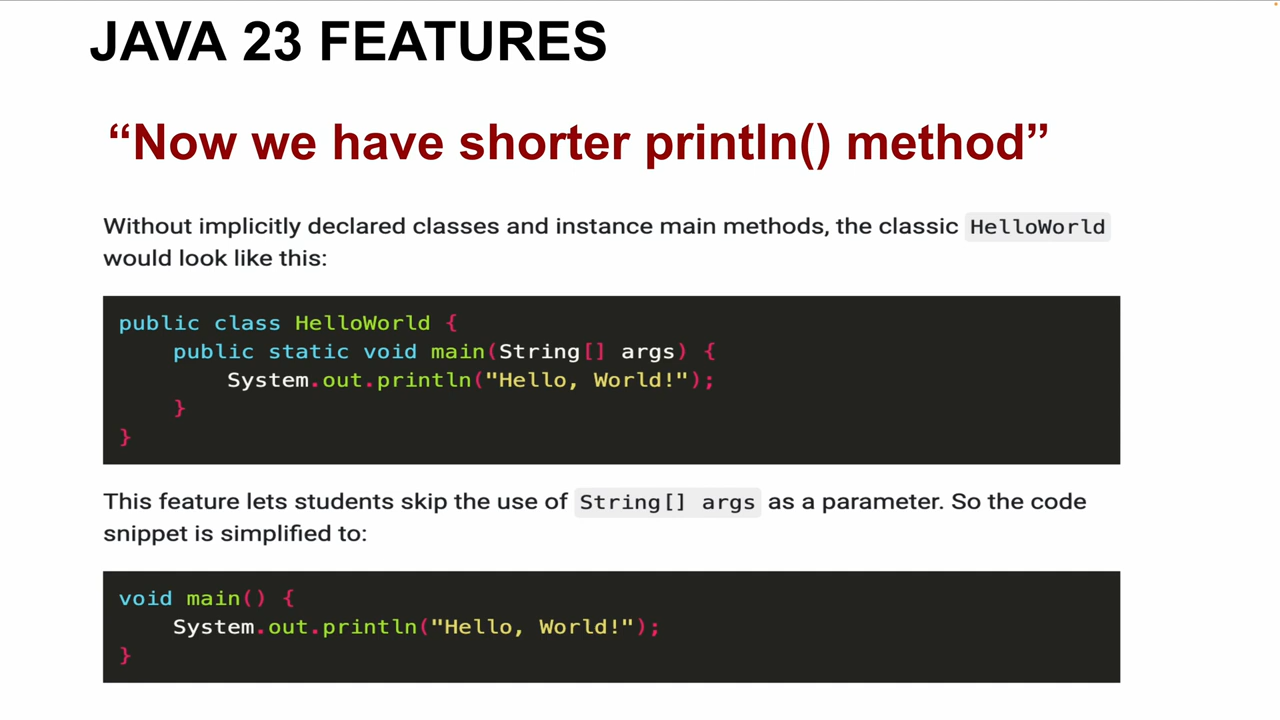 JAVA 23 FEATURES
“Now we have shorter println() method”
Without implicitly declared classes and instance main methods, the classic HelloWorld
would look like this:
public class HelloWorld {
    public static void main(String[] args) {
        System.out.println("Hello, World!");
    }
}
This feature lets students skip the use of String[] args as a parameter. So the code
snippet is simplified to:
void main() {
    System.out.println("Hello, World!");
}